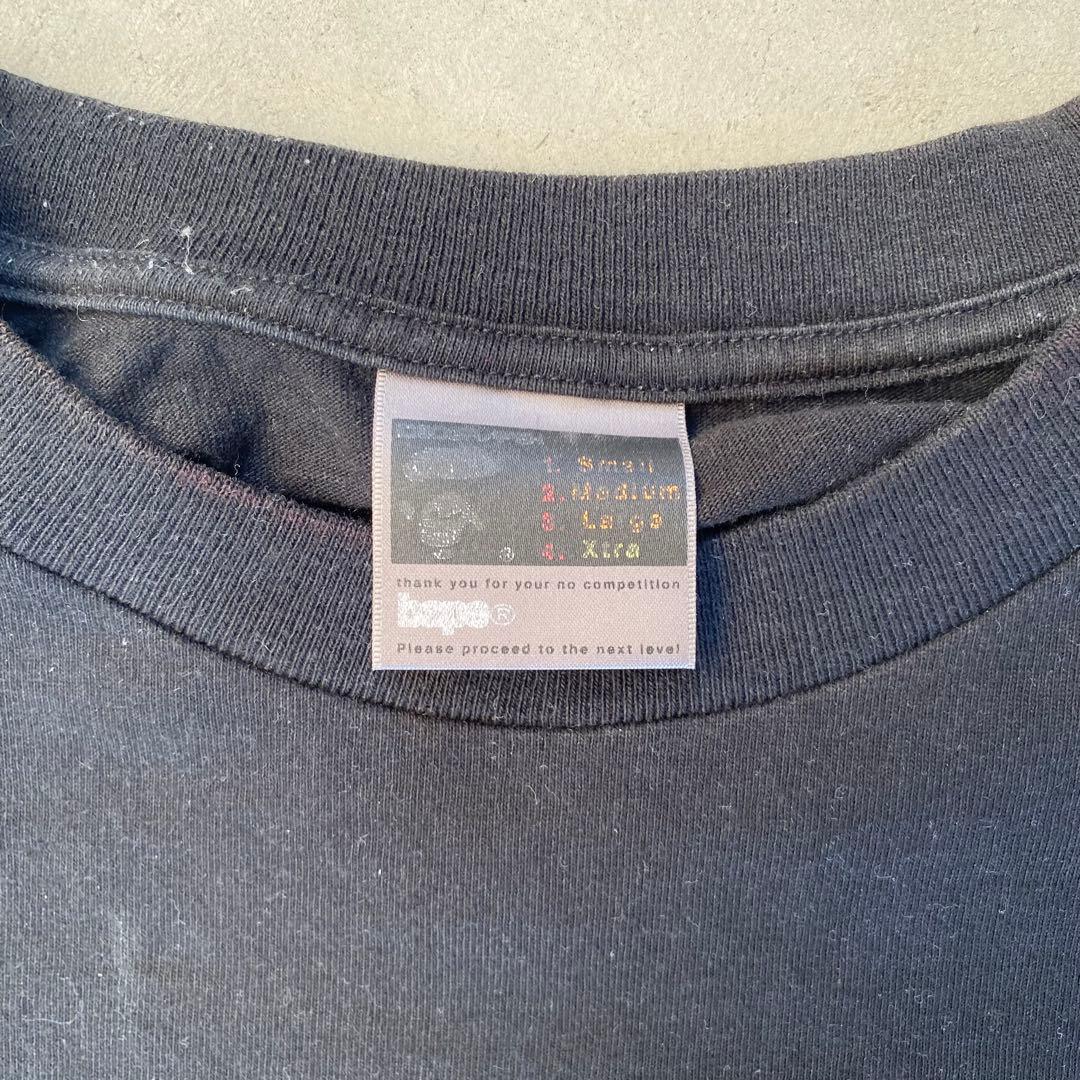 1. Small
2. Medium
3. Large
4. Xtra
thank you for your no competition
bape®
Please proceed to the next level